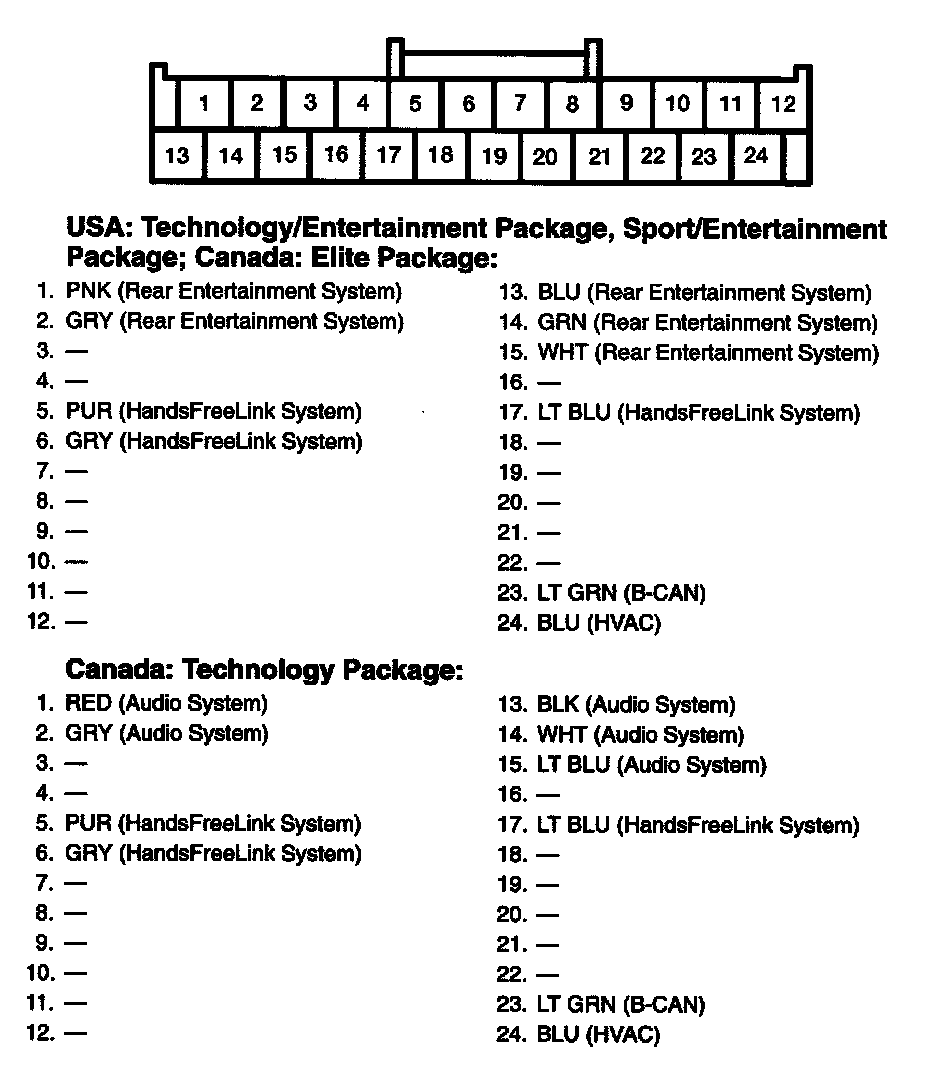 1 2 3 4 5 6 7 8 9 10 11 12
13 14 15 16 17 18 19 20 21 22 23 24
USA: Technology/Entertainment Package, Sport/Entertainment
Package; Canada: Elite Package:
1. PNK (Rear Entertainment System)
2. GRY (Rear Entertainment System)
3. —
4. —
5. PUR (HandsFreeLink System)
6. GRY (HandsFreeLink System)
7. —
8. —
9. —
10. —
11. —
12. —
13. BLU (Rear Entertainment System)
14. GRN (Rear Entertainment System)
15. WHT (Rear Entertainment System)
16. —
17. LT BLU (HandsFreeLink System)
18. —
19. —
20. —
21. —
22. —
23. LT GRN (B-CAN)
24. BLU (HVAC)
Canada: Technology Package:
1. RED (Audio System)
2. GRY (Audio System)
3. —
4. —
5. PUR (HandsFreeLink System)
6. GRY (HandsFreeLink System)
7. —
8. —
9. —
10. —
11. —
12. —
13. BLK (Audio System)
14. WHT (Audio System)
15. LT BLU (Audio System)
16. —
17. LT BLU (HandsFreeLink System)
18. —
19. —
20. —
21. —
22. —
23. LT GRN (B-CAN)
24. BLU (HVAC)